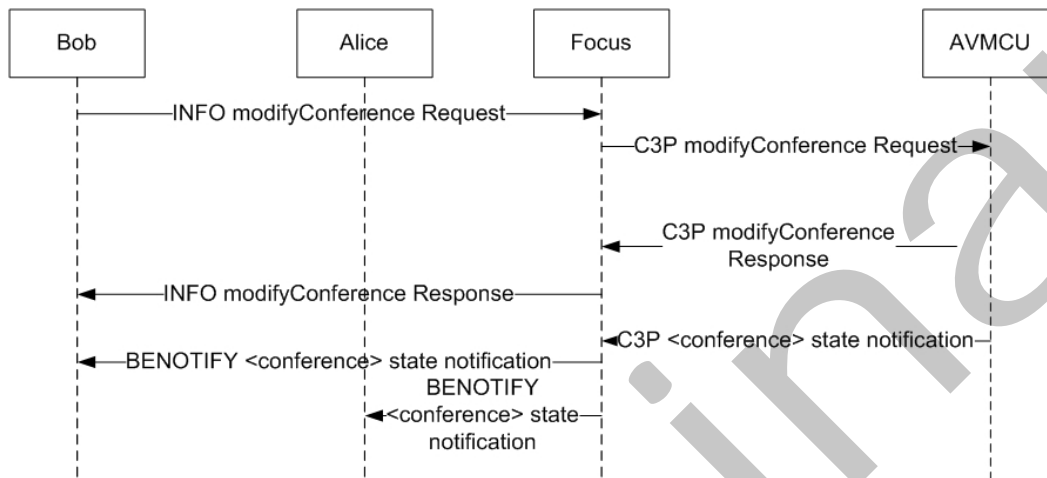 Bob
Alice
Focus
AVMCU
INFO modifyConference Request
C3P modifyConference Request
C3P modifyConference
Response
INFO modifyConference Response
C3P <conference> state notification
BENOTIFY <conference> state notification
BENOTIFY
<conference> state
notification